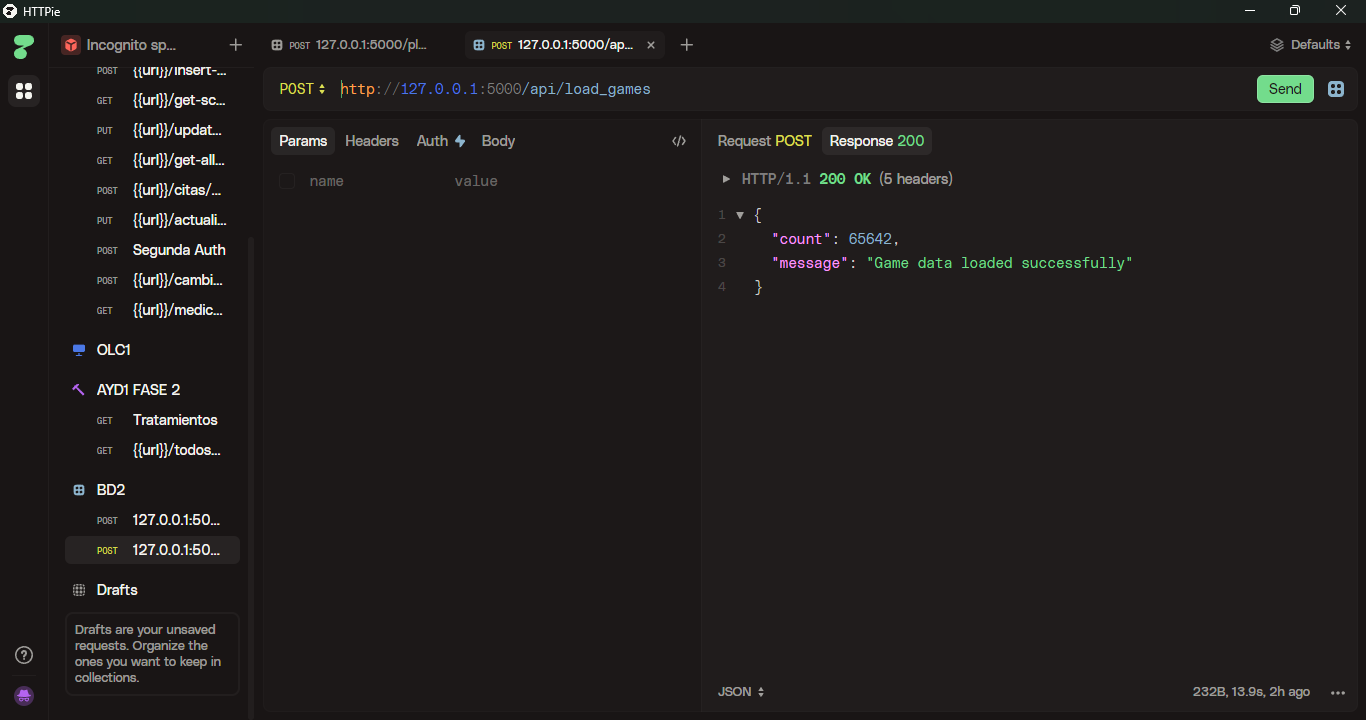 HTTPie
Incognito sp...
POST 127.0.0.1:5000/pl...
POST 127.0.0.1:5000/ap...
Defaults
POST {{url}}/insert-...
GET {{url}}/get-sc...
PUT {{url}}/updat...
GET {{url}}/get-all...
POST {{url}}/citas/...
PUT {{url}}/actuali...
POST Segunda Auth
POST {{url}}/cambi...
GET {{url}}/medic...
OLC1
AYD1 FASE 2
GET Tratamientos
GET {{url}}/todos...
BD2
POST 127.0.0.1:50...
POST 127.0.0.1:50...
Drafts
Drafts are your unsaved
requests. Organize the
ones you want to keep in
collections.
POST http://127.0.0.1:5000/api/load_games
Send
Params Headers Auth Body
name value
Request POST Response 200
HTTP/1.1 200 OK (5 headers)
1 {
2 "count": 65642,
3 "message": "Game data loaded successfully"
4 }
JSON
232B, 13.9s, 2h ago